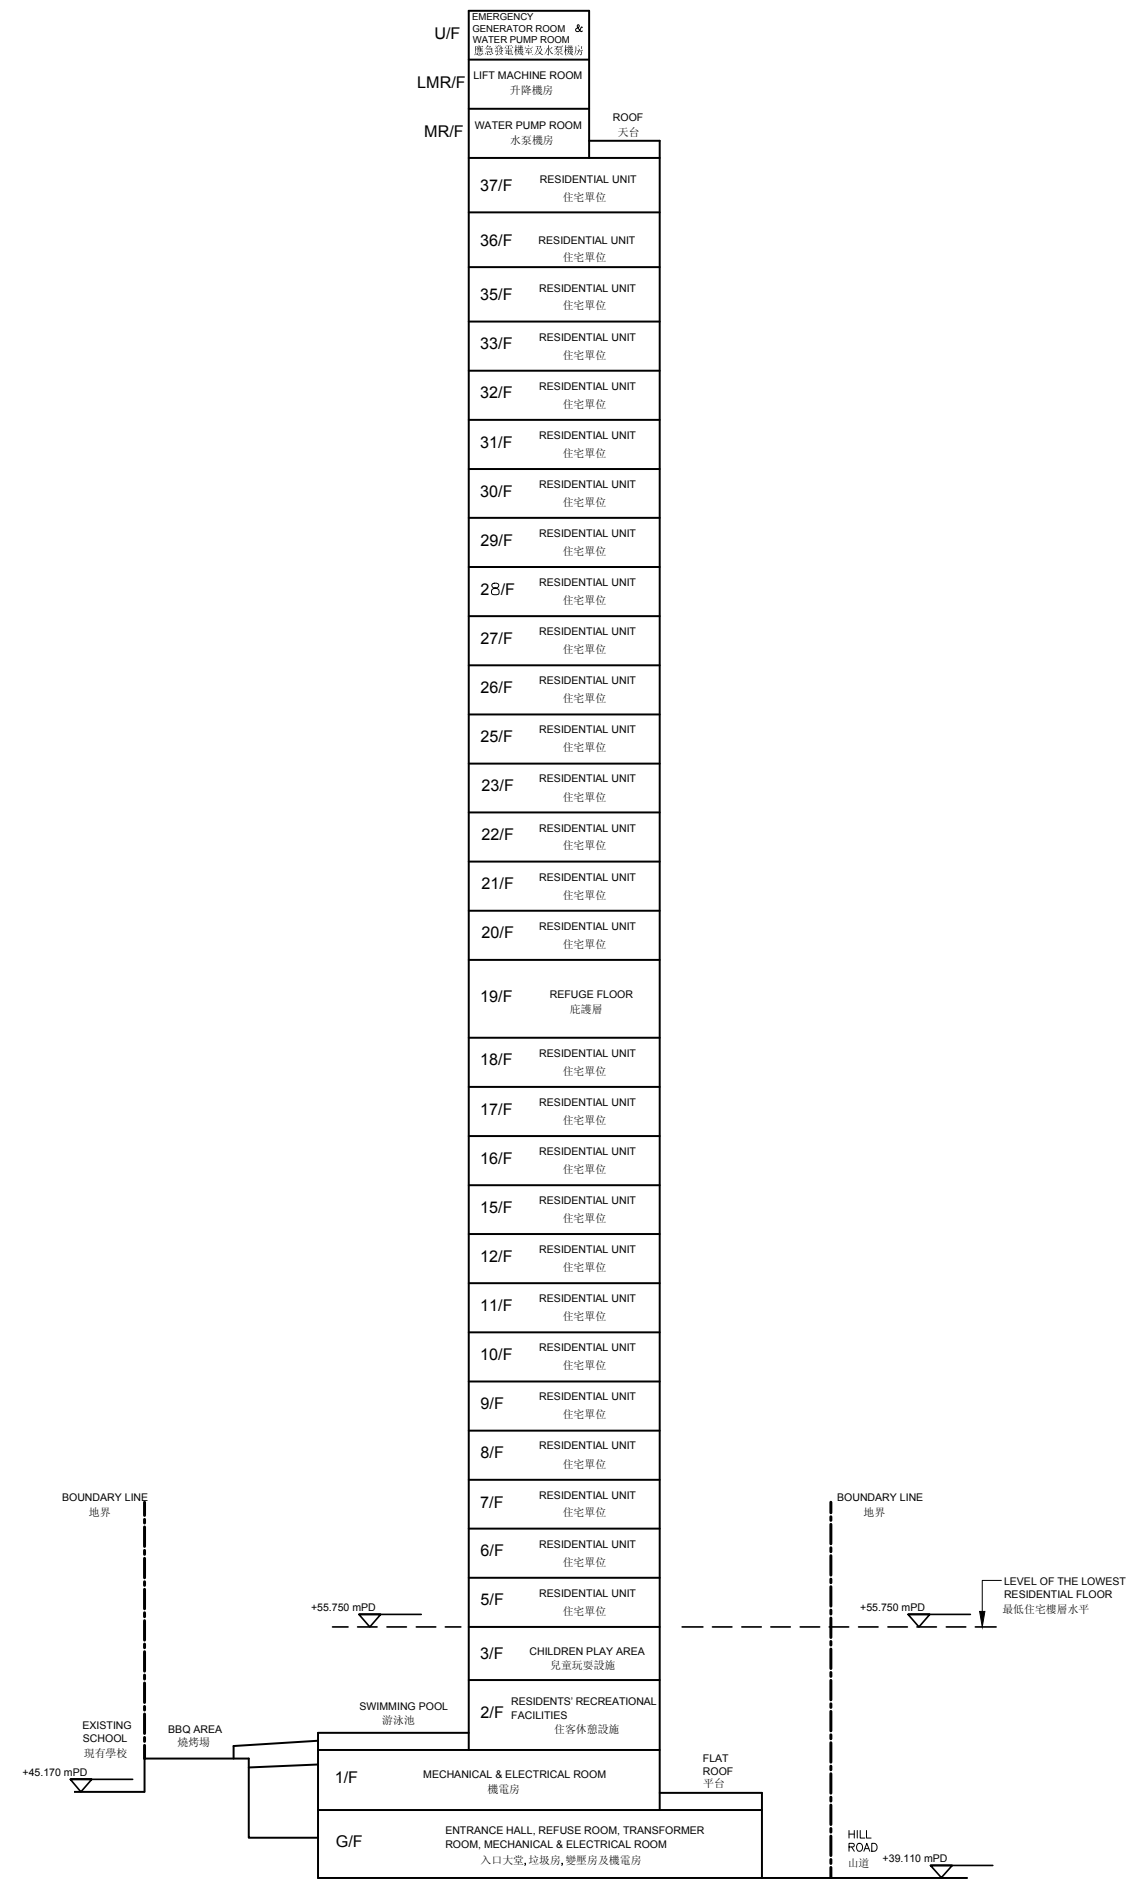 EMERGENCY
U/F GENERATOR ROOM &
WATER PUMP ROOM
應急發電機室及水泵機房
LMR/F LIFT MACHINE ROOM
升降機房
MR/F WATER PUMP ROOM
水泵機房
ROOF
天台
37/F RESIDENTIAL UNIT
住宅單位
36/F RESIDENTIAL UNIT
住宅單位
35/F RESIDENTIAL UNIT
住宅單位
33/F RESIDENTIAL UNIT
住宅單位
32/F RESIDENTIAL UNIT
住宅單位
31/F RESIDENTIAL UNIT
住宅單位
30/F RESIDENTIAL UNIT
住宅單位
29/F RESIDENTIAL UNIT
住宅單位
28/F RESIDENTIAL UNIT
住宅單位
27/F RESIDENTIAL UNIT
住宅單位
26/F RESIDENTIAL UNIT
住宅單位
25/F RESIDENTIAL UNIT
住宅單位
23/F RESIDENTIAL UNIT
住宅單位
22/F RESIDENTIAL UNIT
住宅單位
21/F RESIDENTIAL UNIT
住宅單位
20/F RESIDENTIAL UNIT
住宅單位
19/F REFUGE FLOOR
庇護層
18/F RESIDENTIAL UNIT
住宅單位
17/F RESIDENTIAL UNIT
住宅單位
16/F RESIDENTIAL UNIT
住宅單位
15/F RESIDENTIAL UNIT
住宅單位
12/F RESIDENTIAL UNIT
住宅單位
11/F RESIDENTIAL UNIT
住宅單位
10/F RESIDENTIAL UNIT
住宅單位
9/F RESIDENTIAL UNIT
住宅單位
8/F RESIDENTIAL UNIT
住宅單位
7/F RESIDENTIAL UNIT
住宅單位
BOUNDARY LINE
地界
BOUNDARY LINE
地界
6/F RESIDENTIAL UNIT
住宅單位
5/F RESIDENTIAL UNIT
住宅單位
+55.750 mPD
+55.750 mPD
LEVEL OF THE LOWEST
RESIDENTIAL FLOOR
最低住宅樓層水平
3/F CHILDREN PLAY AREA
兒童玩耍設施
2/F RESIDENTS' RECREATIONAL
FACILITIES
住客休憩設施
SWIMMING POOL
游泳池
EXISTING
SCHOOL
現有學校
BBQ AREA
燒烤場
+45.170 mPD
1/F MECHANICAL & ELECTRICAL ROOM
機電房
FLAT
ROOF
平台
G/F ENTRANCE HALL, REFUSE ROOM, TRANSFORMER
ROOM, MECHANICAL & ELECTRICAL ROOM
入口大堂, 垃圾房, 變壓房及機電房
HILL
ROAD
山道
+39.110 mPD